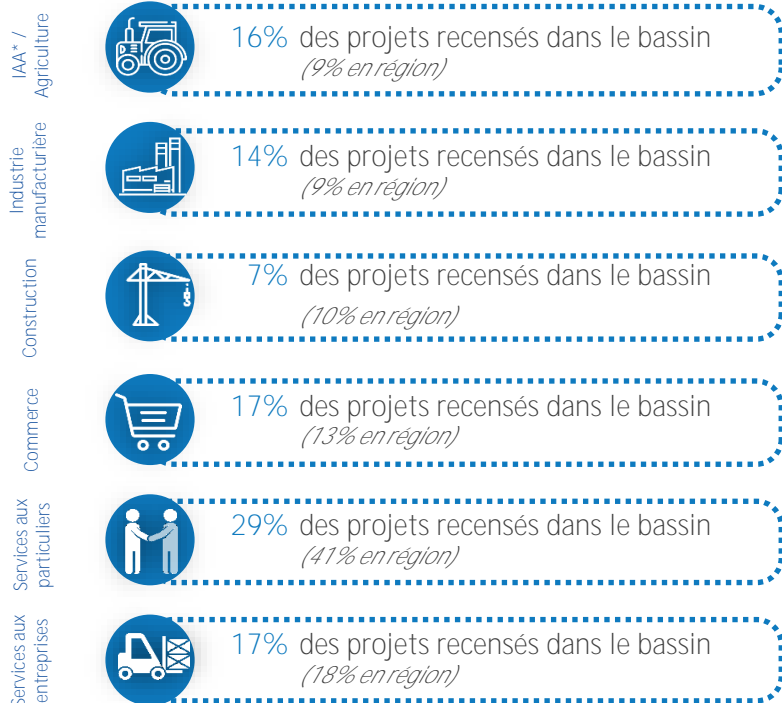 IAA* /
Agriculture
16% des projets recensés dans le bassin
(9% en région)
Industrie
manufacturière
14% des projets recensés dans le bassin
(9% en région)
Construction
7% des projets recensés dans le bassin
(10% en région)
Commerce
17% des projets recensés dans le bassin
(13% en région)
Services aux
particuliers
29% des projets recensés dans le bassin
(41% en région)
Services aux
entreprises
17% des projets recensés dans le bassin
(18% en région)